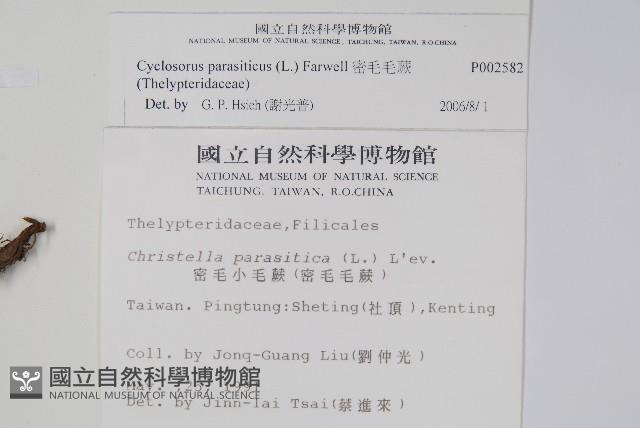 國立自然科學博物館
NATIONAL MUSEUM OF NATURAL SCIENCE, TAICHUNG, TAIWAN, R.O.CHINA
Cyclosorus parasiticus (L.) Farwell 密毛毛蕨 P002582
(Thelypteridaceae)
Det. by G. P. Hsieh (謝光普) 2006/8/1
國立自然科學博物館
NATIONAL MUSEUM OF NATURAL SCIENCE
TAICHUNG, TAIWAN, R.O.CHINA
Thelypteridaceae,Filicales
Christella parasitica (L.) L'ev.
密毛小毛蕨(密毛毛蕨)
Taiwan. Pingtung:Sheting(社頂),Kenting
Coll. by Jonq-Guang Liu(劉仲光)
Det. by Jinn-lai Tsai(蔡進來)
國立自然科學博物館
NATIONAL MUSEUM OF NATURAL SCIENCE